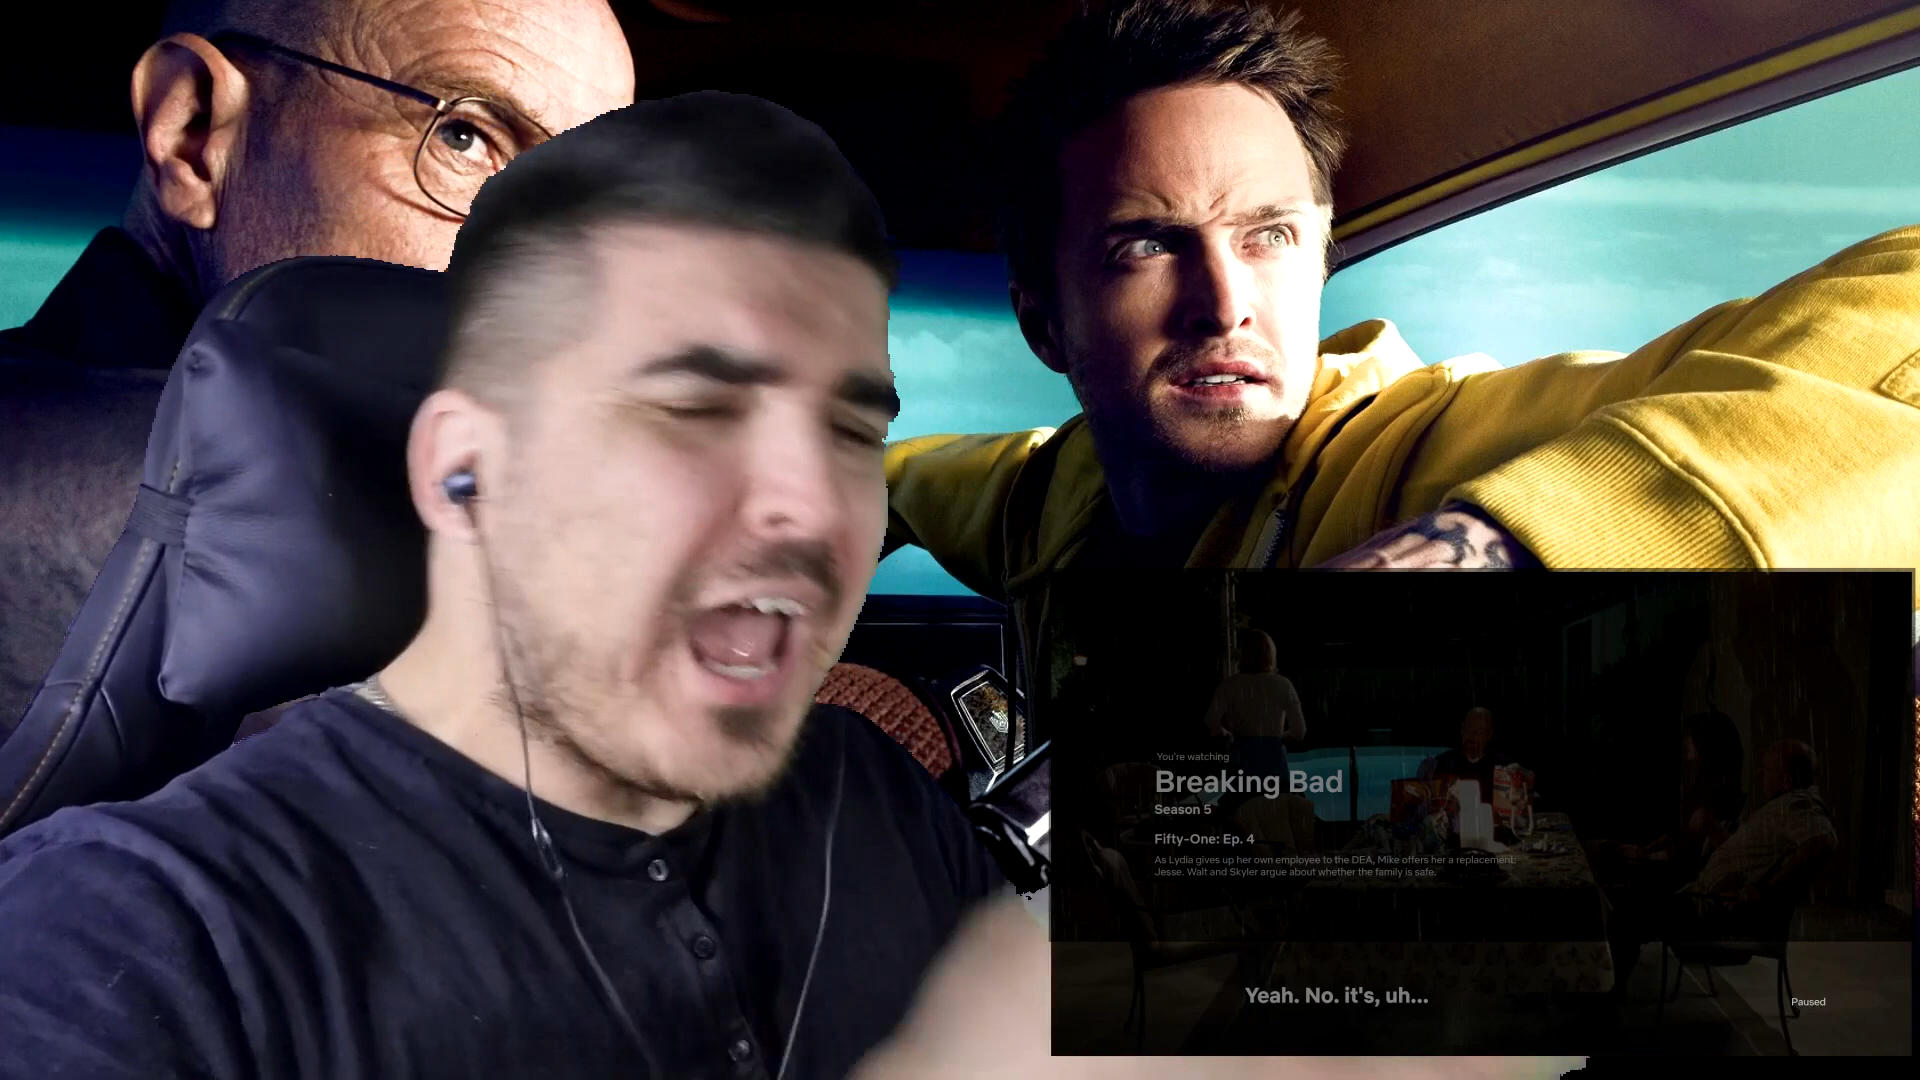 You're watching
Breaking Bad
Season 5
Fifty-One: Ep. 4
As Lydia gives up her own employee to the DEA, Mike offers her a replacement:
Jesse. Walt and Skyler argue about whether the family is safe.
Yeah. No. it's, uh...
Paused